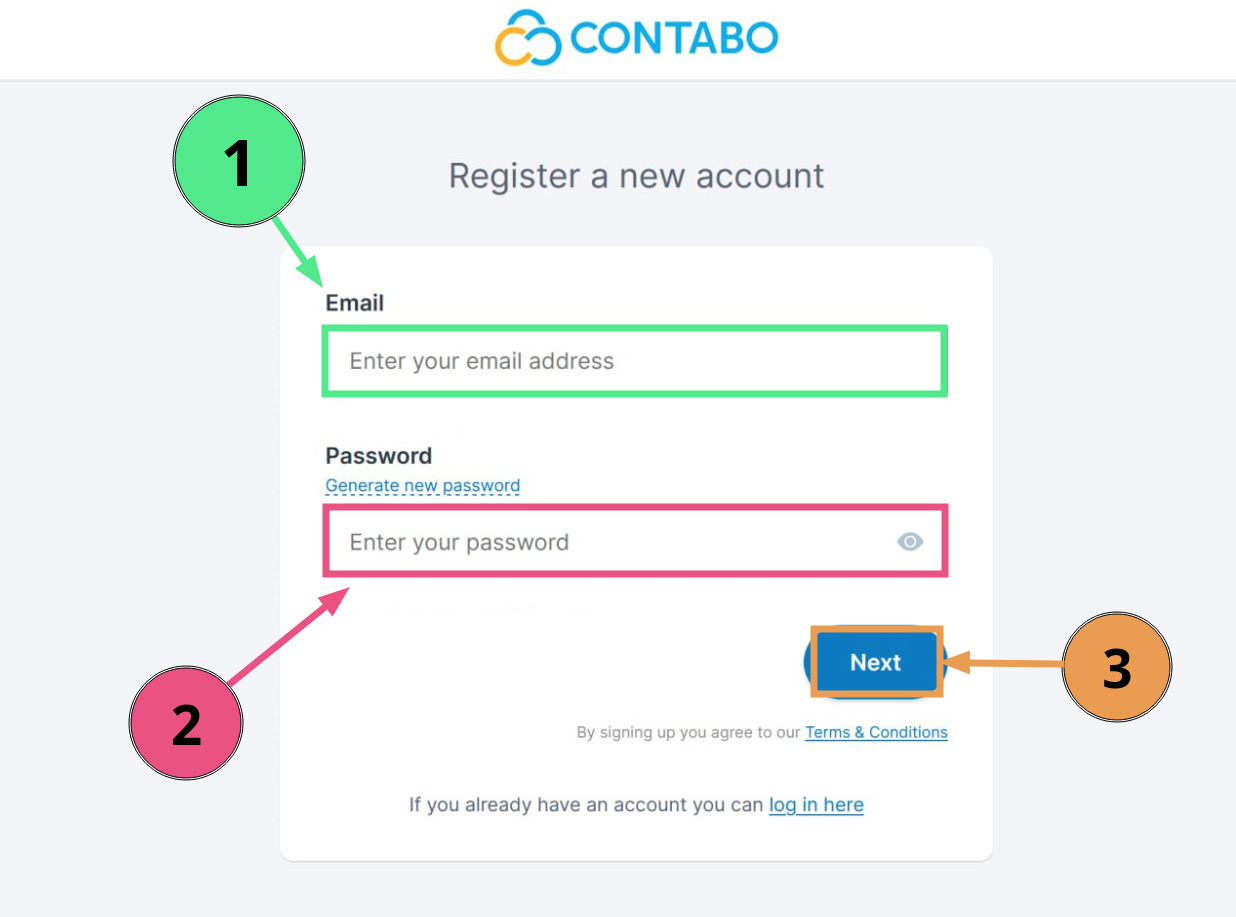 CONTABO
1
Register a new account
Email
Enter your email address
Password
Generate new password
Enter your password
Next
3
2
By signing up you agree to our Terms & Conditions
If you already have an account you can log in here